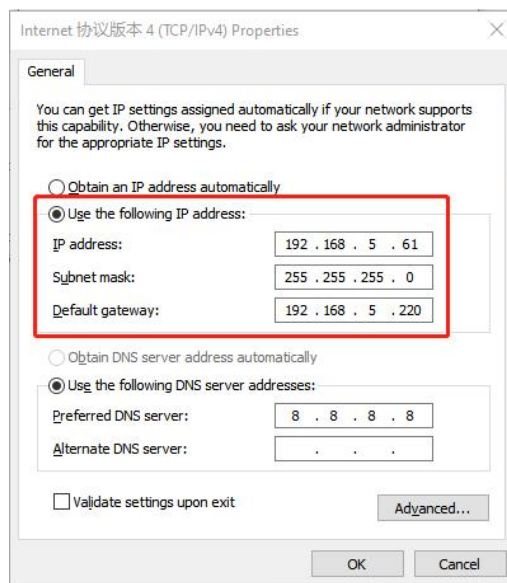 Internet 协议版本 4 (TCP/IPv4) Properties
General
You can get IP settings assigned automatically if your network supports
this capability. Otherwise, you need to ask your network administrator
for the appropriate IP settings.
Obtain an IP address automatically
Use the following IP address:
IP address: 192 . 168 . 5 . 61
Subnet mask: 255 . 255 . 255 . 0
Default gateway: 192 . 168 . 5 . 220
Obtain DNS server address automatically
Use the following DNS server addresses:
Preferred DNS server: 8 . 8 . 8 . 8
Alternate DNS server: . . .
Validate settings upon exit
Advanced...
OK Cancel